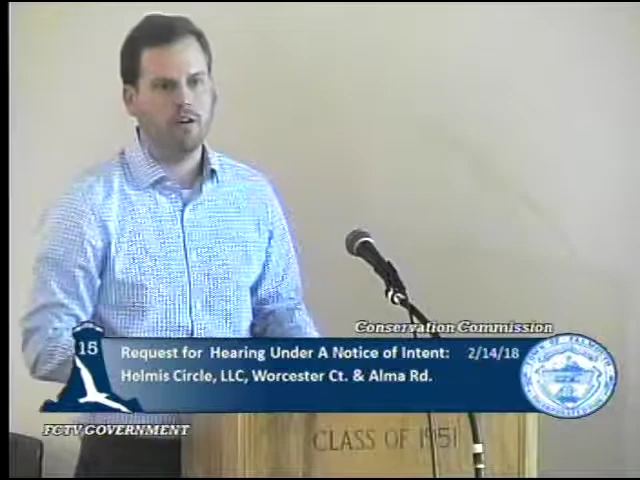 Conservation Commission
15
Request for Hearing Under A Notice of Intent: 2/14/18
Helmis Circle, LLC, Worcester Ct. & Alma Rd.
FCTV GOVERNMENT
CLASS OF 1951